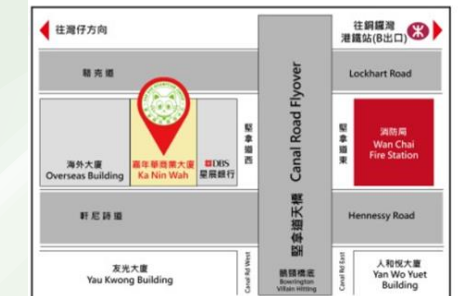 往灣仔方向
往銅鑼灣
港鐵站(B出口)
駱克道
Lockhart Road
海外大廈
Overseas Building
嘉年華商業大廈
Ka Nin Wah
DBS
星辰銀行
堅拿道西
堅拿道天橋 Canal Road Flyover
堅拿道東
消防局
Wan Chai
Fire Station
軒尼詩道
Hennessy Road
友光大廈
Yau Kwong Building
Canal Rd West
鵝頸橋底
Bowrington
Villain Hitting
Canal Rd East
人和悅大廈
Yan Wo Yuet
Building